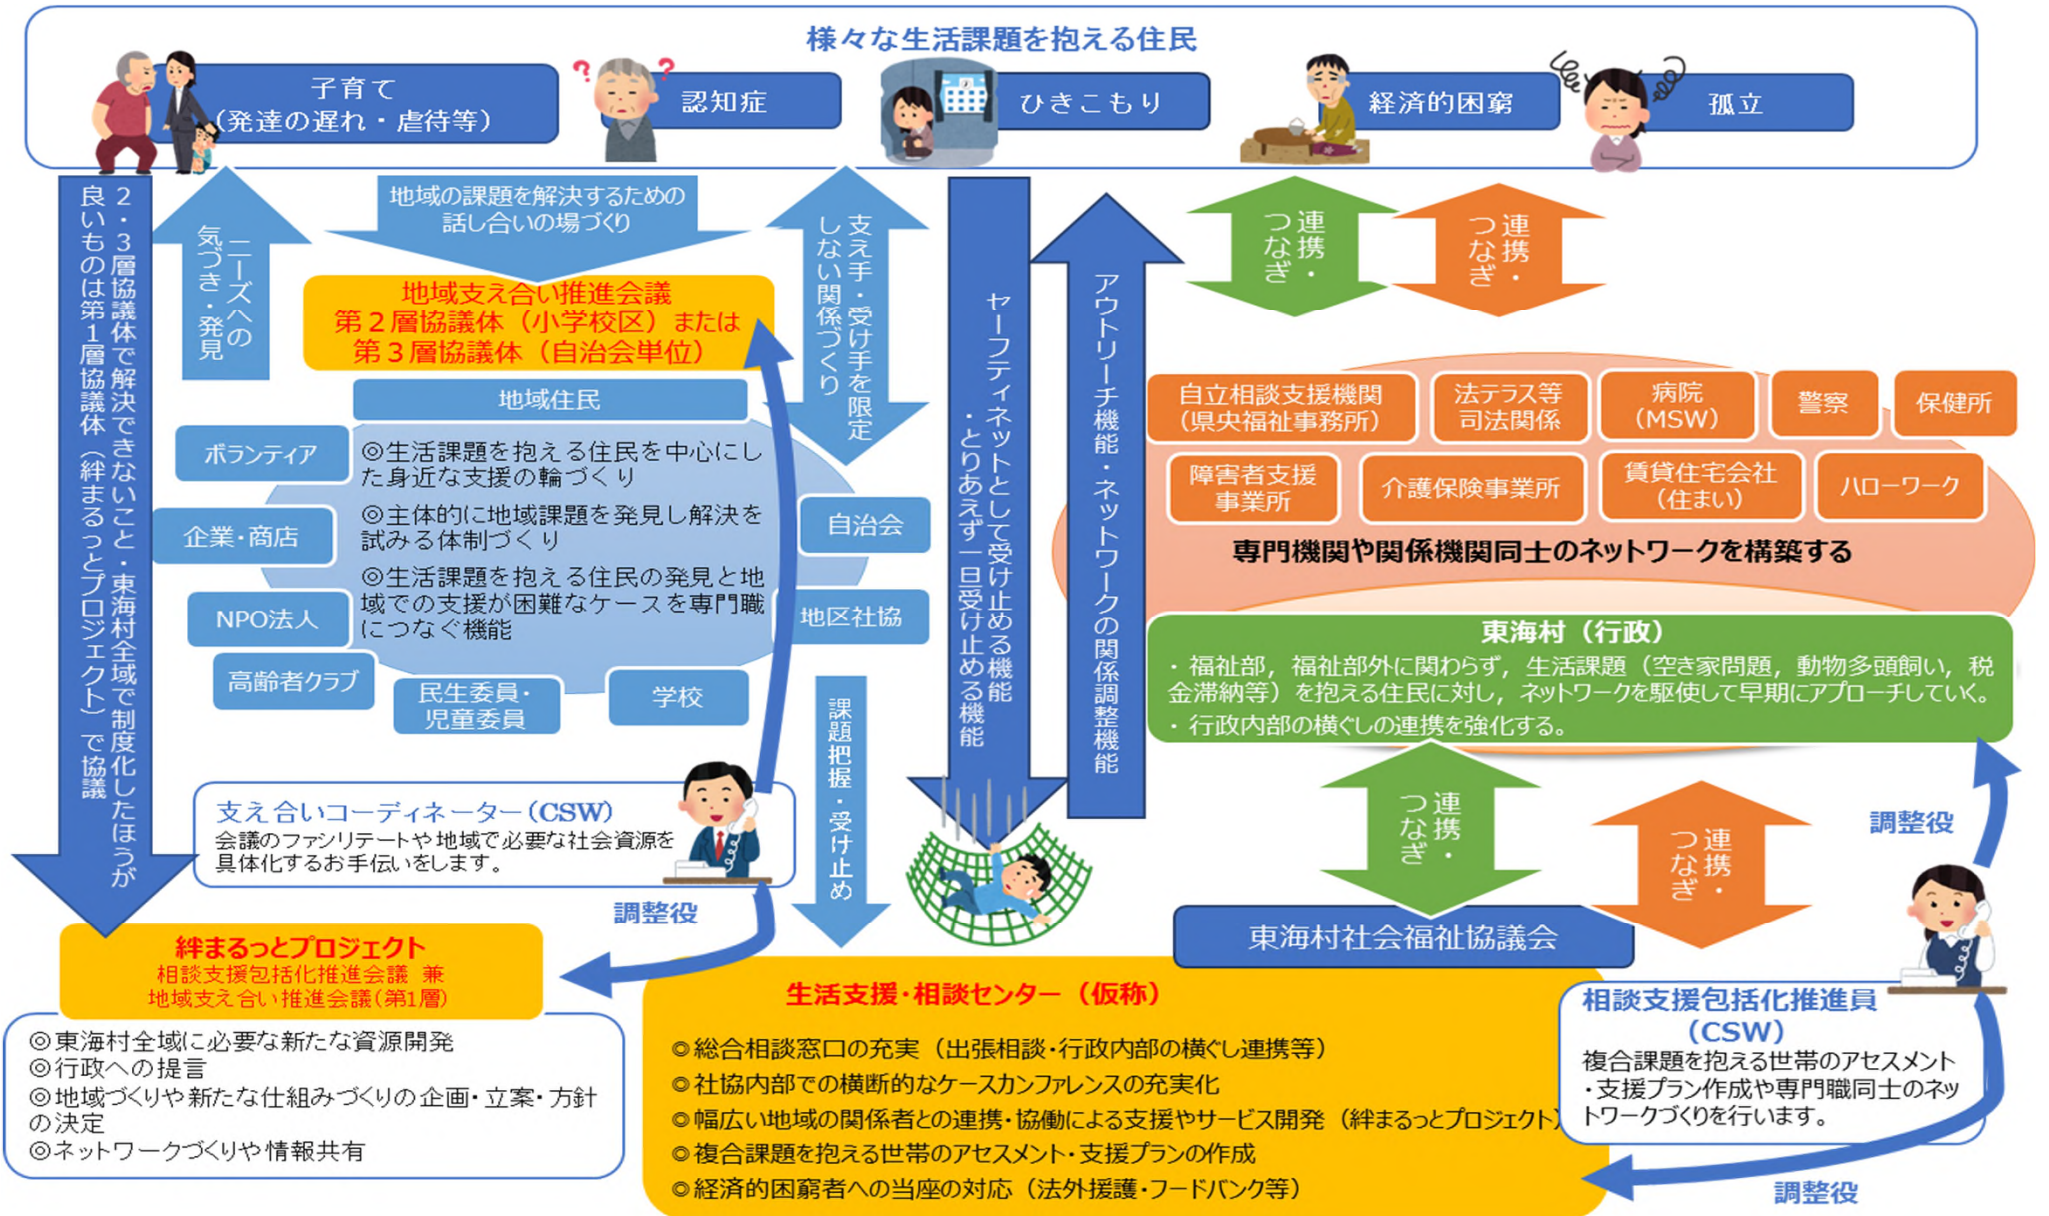 様々な生活課題を抱える住民
子育て
(発達の遅れ・虐待等)
認知症
ひきこもり
経済的困窮
孤立
2・3層協議体で解決できないこと・東海村全域で制度化したほうが
良いものは第1層協議体（絆まるっとプロジェクト）で協議
ニーズへの
気づき・発見
地域の課題を解決するための
話し合いの場づくり
支え手・受け手を限定
しない関係づくり
セーフティネットとして受け止める機能
・とりあえず一旦受け止める機能
アウトリーチ機能・ネットワークの関係調整機能
連携・
つなぎ
連携・
つなぎ
地域支え合い推進会議
第２層協議体（小学校区）または
第３層協議体（自治会単位）
地域住民
ボランティア
企業・商店
NPO法人
高齢者クラブ
民生委員・
児童委員
学校
自治会
地区社協
◎生活課題を抱える住民を中心にし
た身近な支援の輪づくり
◎主体的に地域課題を発見し解決を
試みる体制づくり
◎生活課題を抱える住民の発見と地
域での支援が困難なケースを専門職
につなぐ機能
自立相談支援機関
（県央福祉事務所）
法テラス等
司法関係
病院
（MSW）
警察
保健所
障害者支援
事業所
介護保険事業所
賃貸住宅会社
（住まい）
ハローワーク
専門機関や関係機関同士のネットワークを構築する
東海村（行政）
・福祉部，福祉部外に関わらず，生活課題（空き家問題，動物多頭飼い，税
金滞納等）を抱える住民に対し，ネットワークを駆使して早期にアプローチしていく。
・行政内部の横ぐしの連携を強化する。
課題把握・受け止め
支え合いコーディネーター（CSW）
会議のファシリテートや地域で必要な社会資源を
具体化するお手伝いをします。
調整役
連携・
つなぎ
連携・
つなぎ
調整役
絆まるっとプロジェクト
相談支援包括化推進会議 兼
地域支え合い推進会議（第1層）
◎東海村全域に必要な新たな資源開発
◎行政への提言
◎地域づくりや新たな仕組みづくりの企画・立案・方針
の決定
◎ネットワークづくりや情報共有
東海村社会福祉協議会
生活支援・相談センター（仮称）
◎総合相談窓口の充実（出張相談・行政内部の横ぐし連携等）
◎社協内部での横断的なケースカンファレンスの充実化
◎幅広い地域の関係者との連携・協働による支援やサービス開発（絆まるっとプロジェクト）
◎複合課題を抱える世帯のアセスメント・支援プランの作成
◎経済的困窮者への当座の対応（法外援護・フードバンク等）
相談支援包括化推進員
（CSW）
複合課題を抱える世帯のアセスメント
・支援プラン作成や専門職同士のネッ
トワークづくりを行います。
調整役